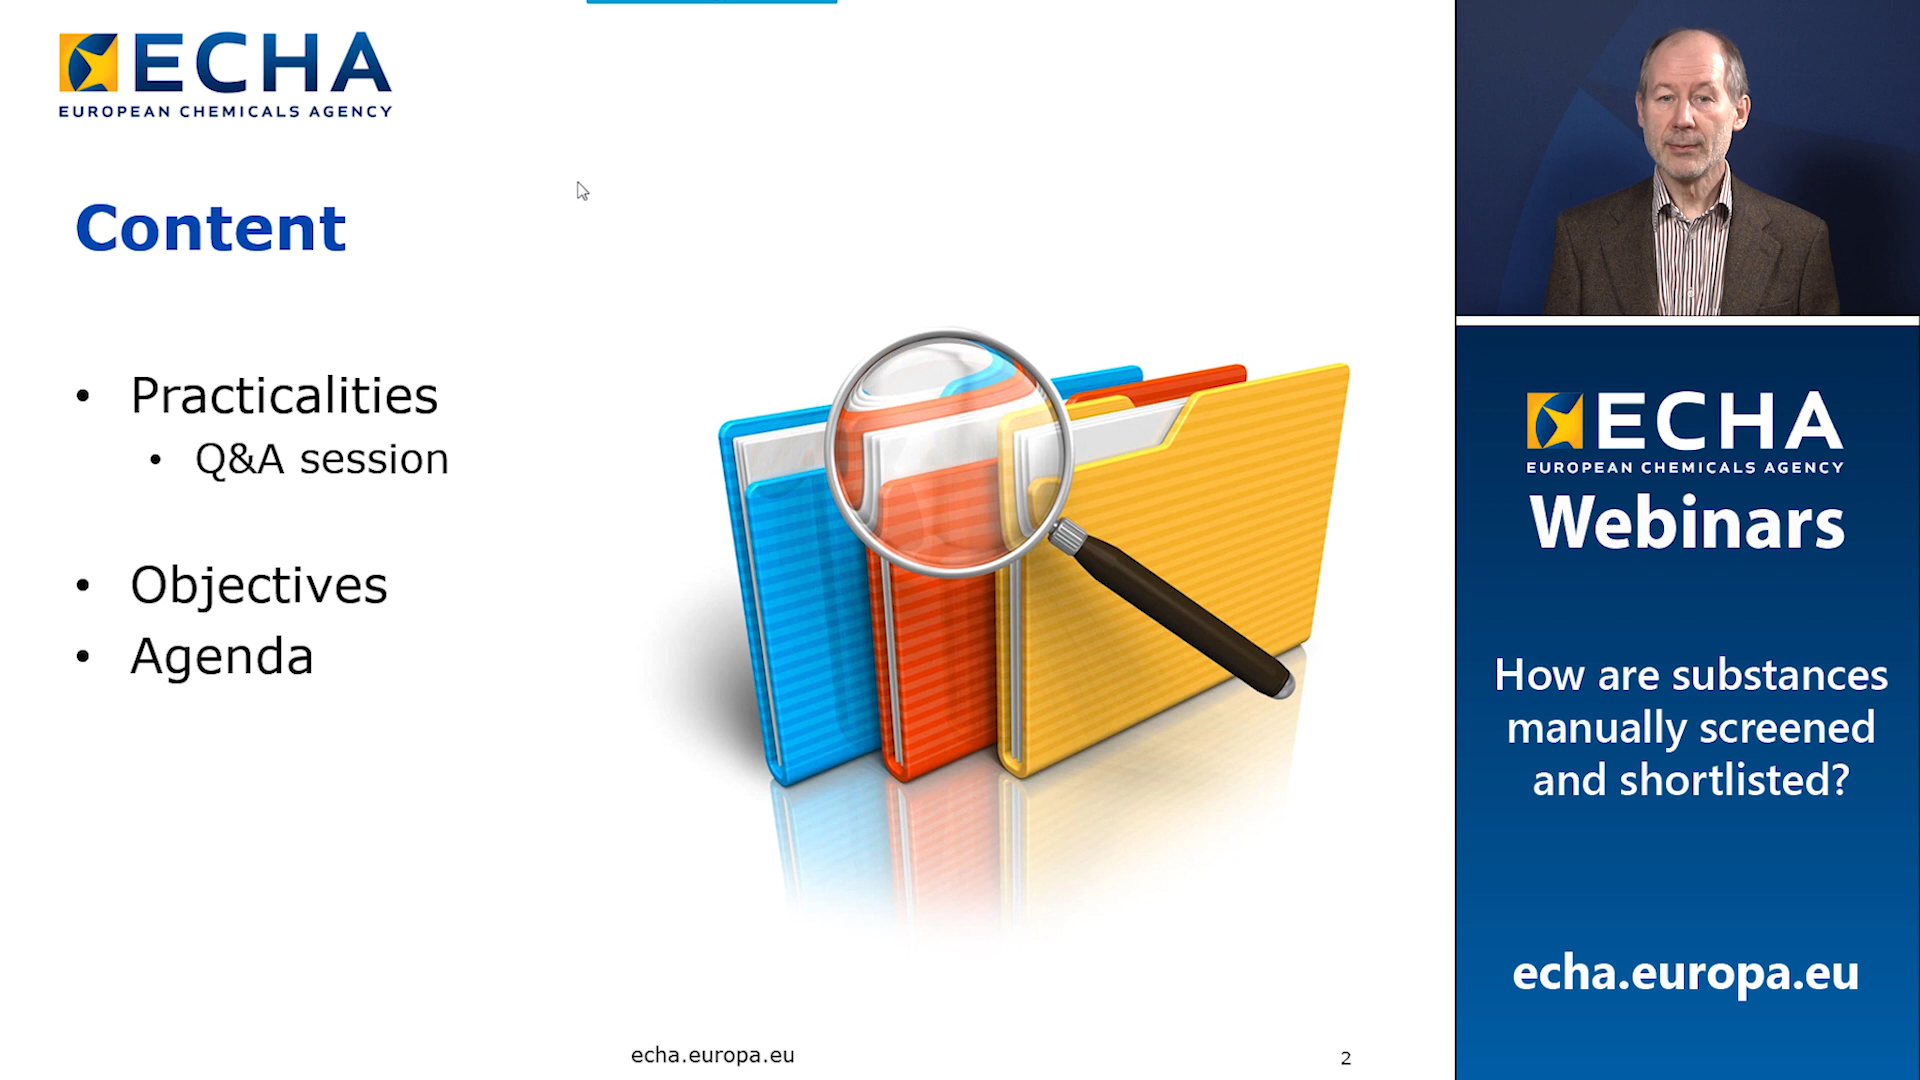 ECHA
EUROPEAN CHEMICALS AGENCY
Content
• Practicalities
• Q&A session
• Objectives
• Agenda
echa.europa.eu
2
ECHA
EUROPEAN CHEMICALS AGENCY
Webinars
How are substances
manually screened
and shortlisted?
echa.europa.eu